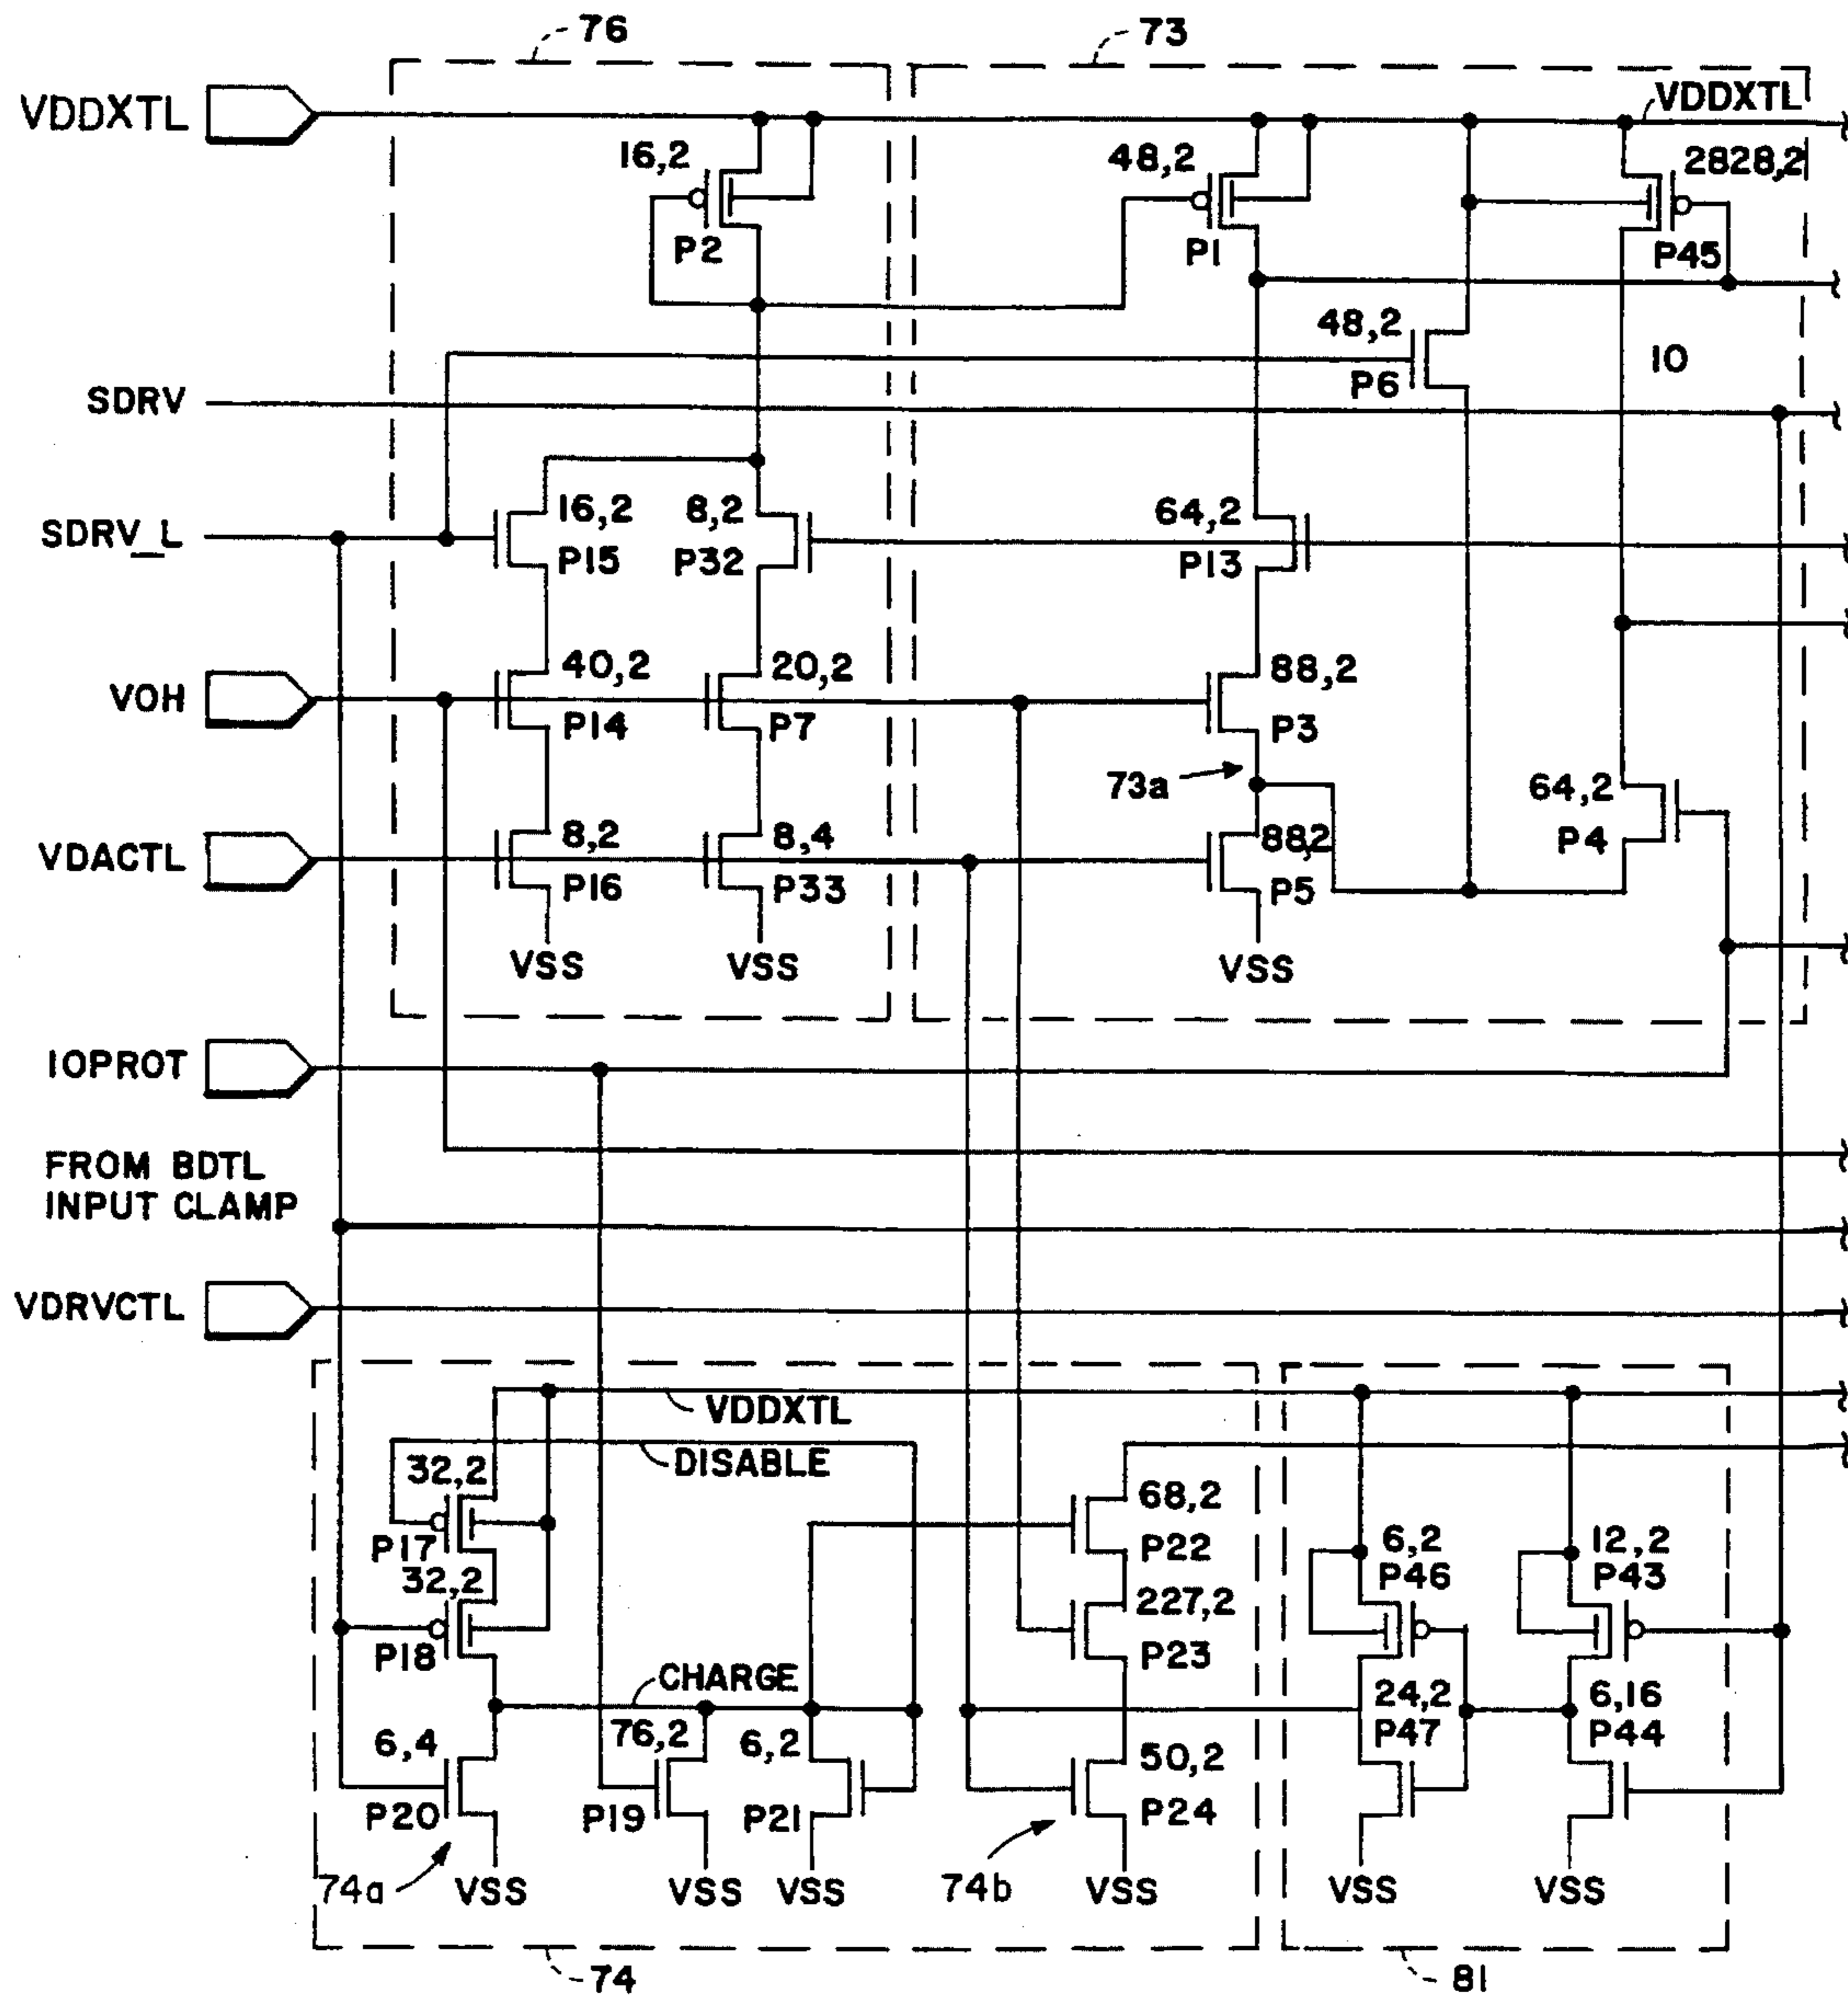 76
73
VDDXTL
VDDXTL
16,2
P2
48,2
P1
2828,2
P45
48,2
P6
10
SDRV
SDRV_L
16,2
P15
8,2
P32
64,2
P13
VOH
40,2
P14
20,2
P7
88,2
P3
73a
64,2
P4
VDACTL
8,2
P16
8,4
P33
88,2
P5
VSS
VSS
VSS
IOPROT
FROM BDTL
INPUT CLAMP
VDRVCTL
VDDXTL
DISABLE
32,2
P17
32,2
P18
68,2
P22
227,2
P23
6,2
P46
12,2
P43
CHARGE
6,4
P20
76,2
P19
6,2
P21
50,2
P24
24,2
P47
6,16
P44
74a
VSS
VSS
VSS
74b
VSS
VSS
VSS
74
81